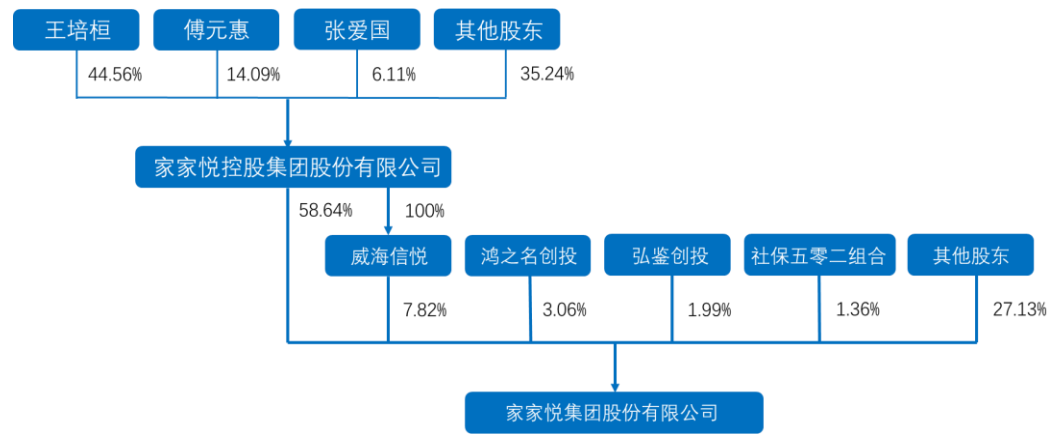 王培桓 傅元惠 张爱国 其他股东
44.56% 14.09% 6.11% 35.24%
家家悦控股集团股份有限公司
58.64% 100%
威海信悦 鸿之名创投 弘鉴创投 社保五零二组合 其他股东
7.82% 3.06% 1.99% 1.36% 27.13%
家家悦集团股份有限公司